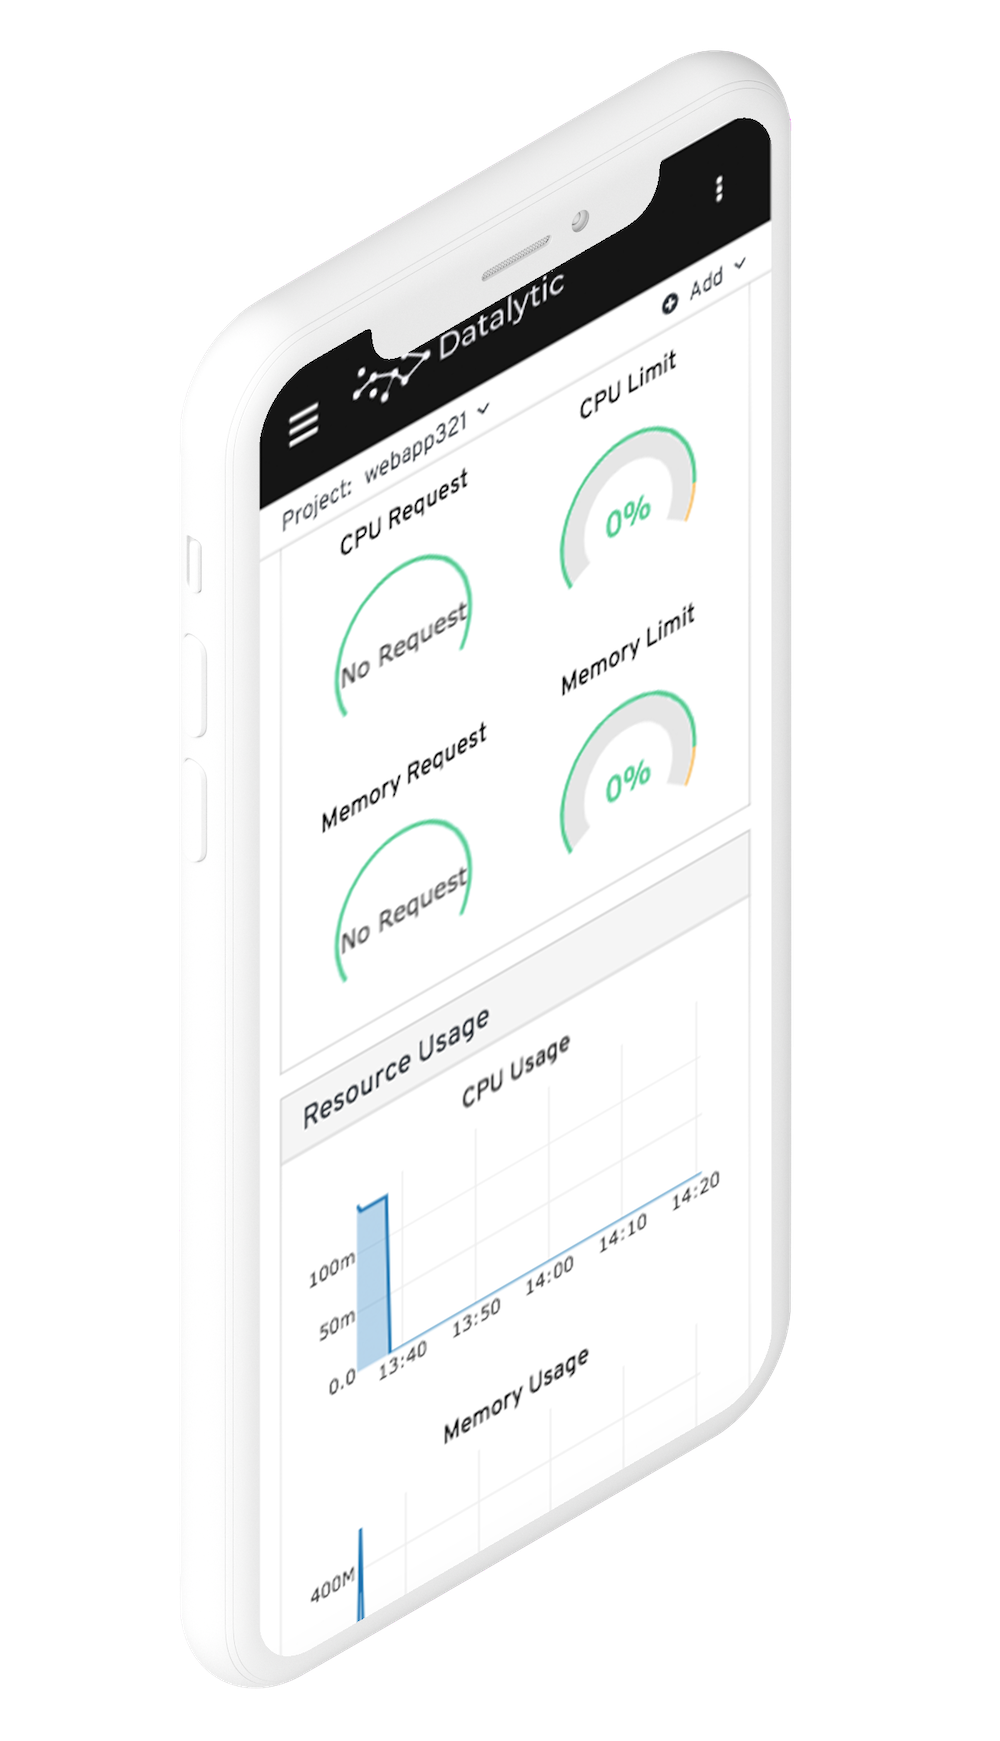 Datalytic
Project: webapp321
Add
CPU Request
CPU Limit
No Request
0%
Memory Request
Memory Limit
No Request
0%
Resource Usage
CPU Usage
100m
50m
0.0
13:40
13:50
14:00
14:10
14:20
Memory Usage
400M